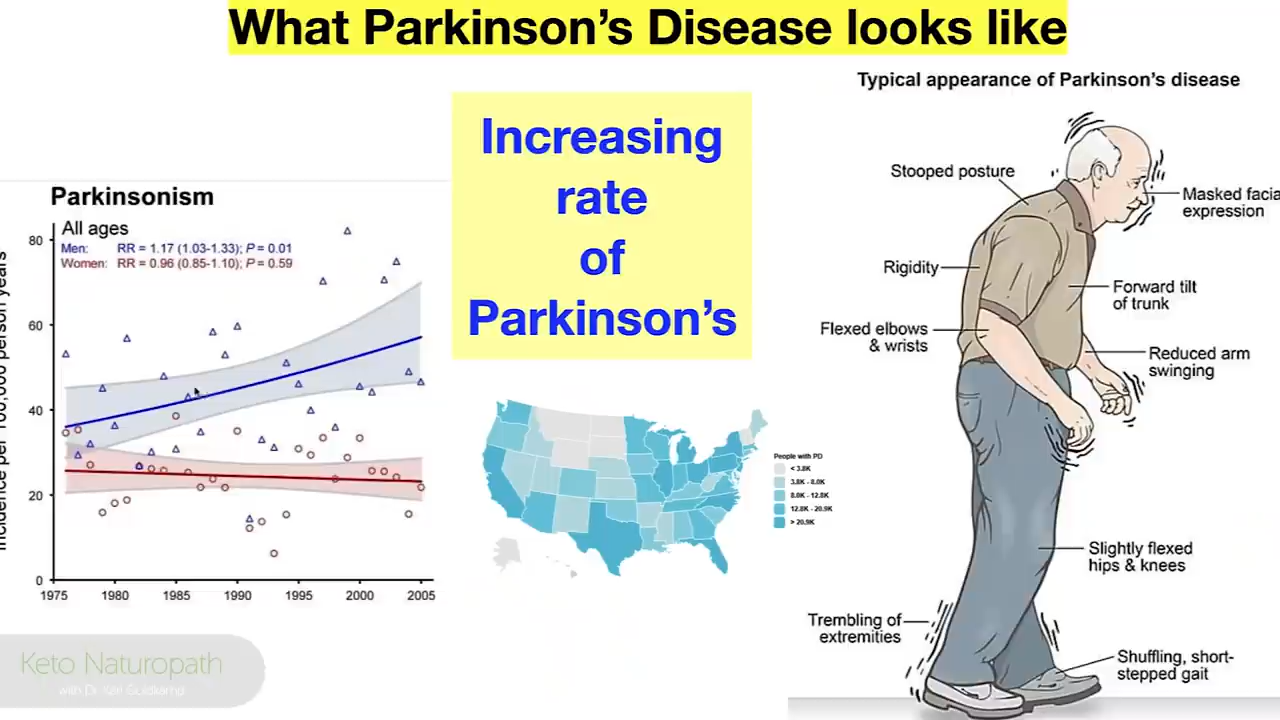 What Parkinson's Disease looks like
Increasing
rate
of
Parkinson's
Parkinsonism
All ages
Men: RR = 1.17 (1.03-1.33); P = 0.01
Women: RR = 0.96 (0.85-1.10); P = 0.59
per 100,000 person years
80
60
40
20
0
1975 1980 1985 1990 1995 2000 2005
People with PD
< 3.8K
3.8K - 8.0K
8.0K - 12.8K
12.8K - 20.9K
> 20.9K
Typical appearance of Parkinson's disease
Stooped posture
Masked facia
expression
Rigidity
Forward tilt
of trunk
Flexed elbows
& wrists
Reduced arm
swinging
Slightly flexed
hips & knees
Trembling of
extremities
Shuffling, short-
stepped gait
Keto Naturopath
with Dr. Karl